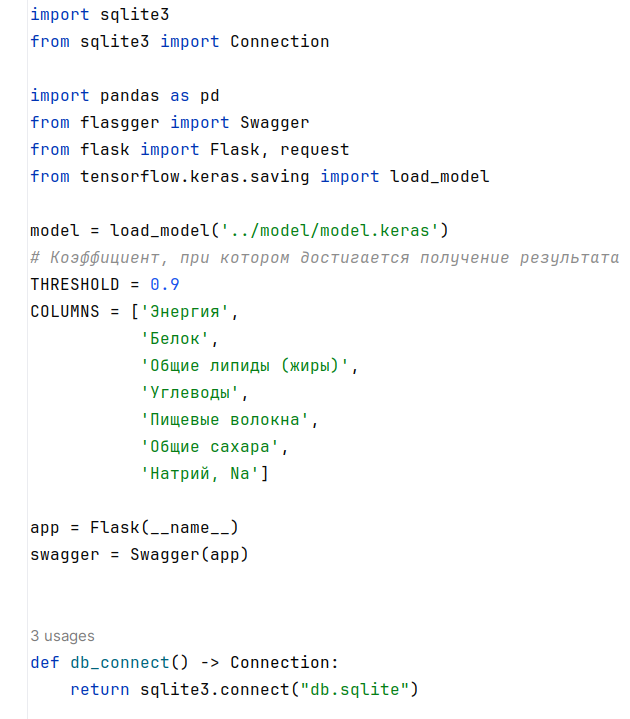 import sqlite3
from sqlite3 import Connection
import pandas as pd
from flasgger import Swagger
from flask import Flask, request
from tensorflow.keras.saving import load_model
model = load_model('../model/model.keras')
# Коэффициент, при котором достигается получение результата
THRESHOLD = 0.9
COLUMNS = ['Энергия',
'Белок',
'Общие липиды (жиры)',
'Углеводы',
'Пищевые волокна',
'Общие сахара',
'Натрий, Na']
app = Flask(__name__)
swagger = Swagger(app)
3 usages
def db_connect() -> Connection:
return sqlite3.connect("db.sqlite")